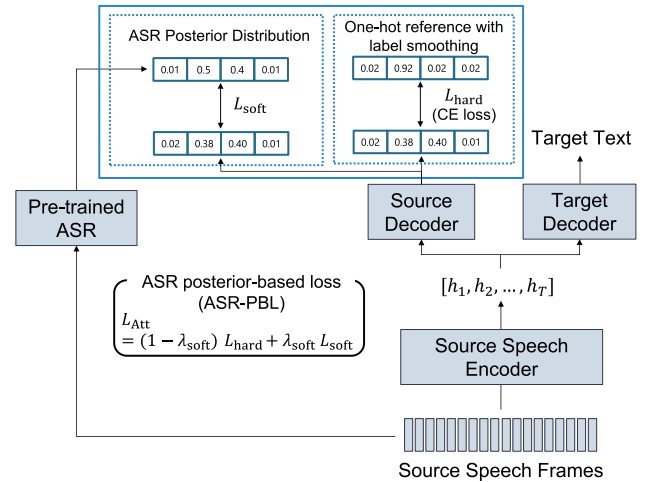 ASR Posterior Distribution
0.01 0.5 0.4 0.01
L_soft
0.02 0.38 0.40 0.01
One-hot reference with
label smoothing
0.02 0.92 0.02 0.02
L_hard
(CE loss)
0.02 0.38 0.40 0.01
Target Text
Pre-trained
ASR
Source
Decoder
Target
Decoder
[h_1, h_2, …, h_T]
ASR posterior-based loss
(ASR-PBL)
L_Att
= (1 − λ_soft) L_hard + λ_soft L_soft
Source Speech
Encoder
Source Speech Frames